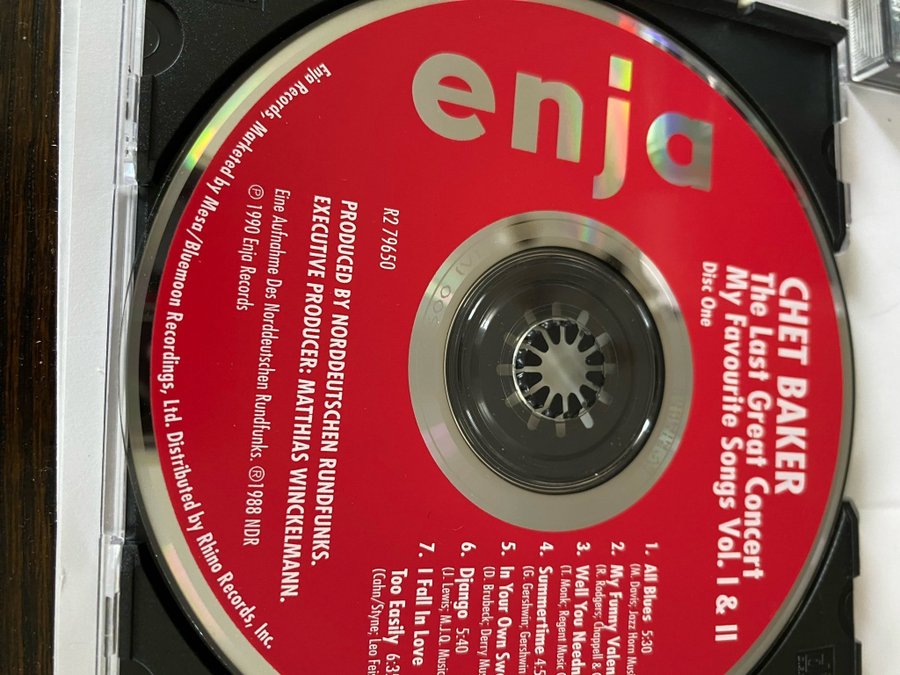 enja
CHET BAKER
The Last Great Concert
My Favourite Songs Vol. I & II
Disc One
R2 79650
1. All Blues 5:30
(M. Davis; Jazz Horn Mus
2. My Funny Valen
(R. Rodgers; Chappell &
3. Well You Needn
(T. Monk; Regent Music
4. Summertime 4:5
(G. Gershwin; Gershwin
5. In Your Own Sw
(D. Brubeck; Derry Mu
6. Django 5:40
(J. Lewis; M.J.Q. Music
7. I Fall In Love
Too Easily 6:3
(Cahn/Styne; Leo Fei
PRODUCED BY NORDDEUTSCHEN RUNDFUNKS.
EXECUTIVE PRODUCER: MATTHIAS WINCKELMANN.
Eine Aufnahme Des Norddeutschen Rundfunks. ®1988 NDR
℗ 1990 Enja Records
Enja Records, Marketed by Mesa/Bluemoon Recordings, Ltd. Distributed by Rhino Records, Inc.